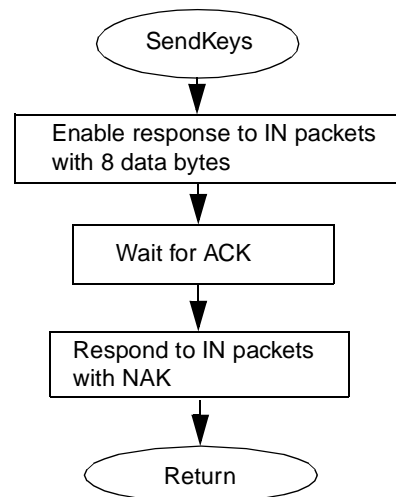 SendKeys
Enable response to IN packets
with 8 data bytes
Wait for ACK
Respond to IN packets
with NAK
Return